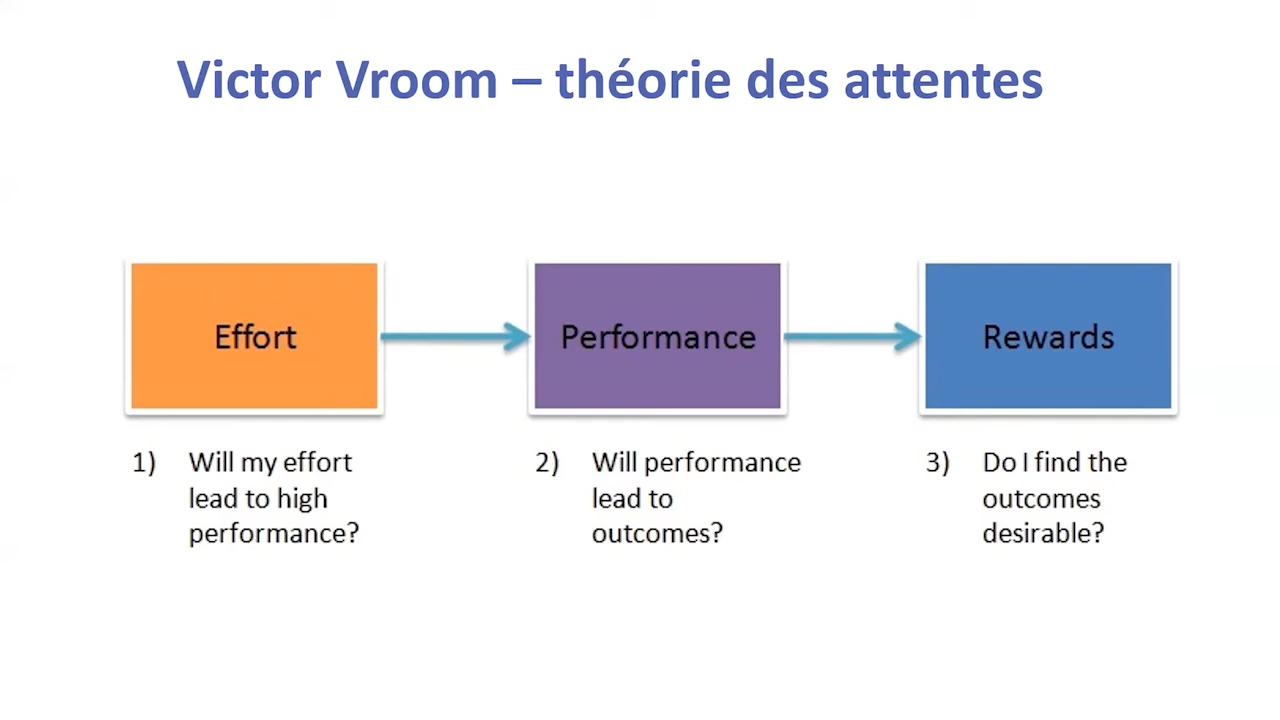 Victor Vroom – théorie des attentes
Effort
Performance
Rewards
1) Will my effort
lead to high
performance?
2) Will performance
lead to
outcomes?
3) Do I find the
outcomes
desirable?